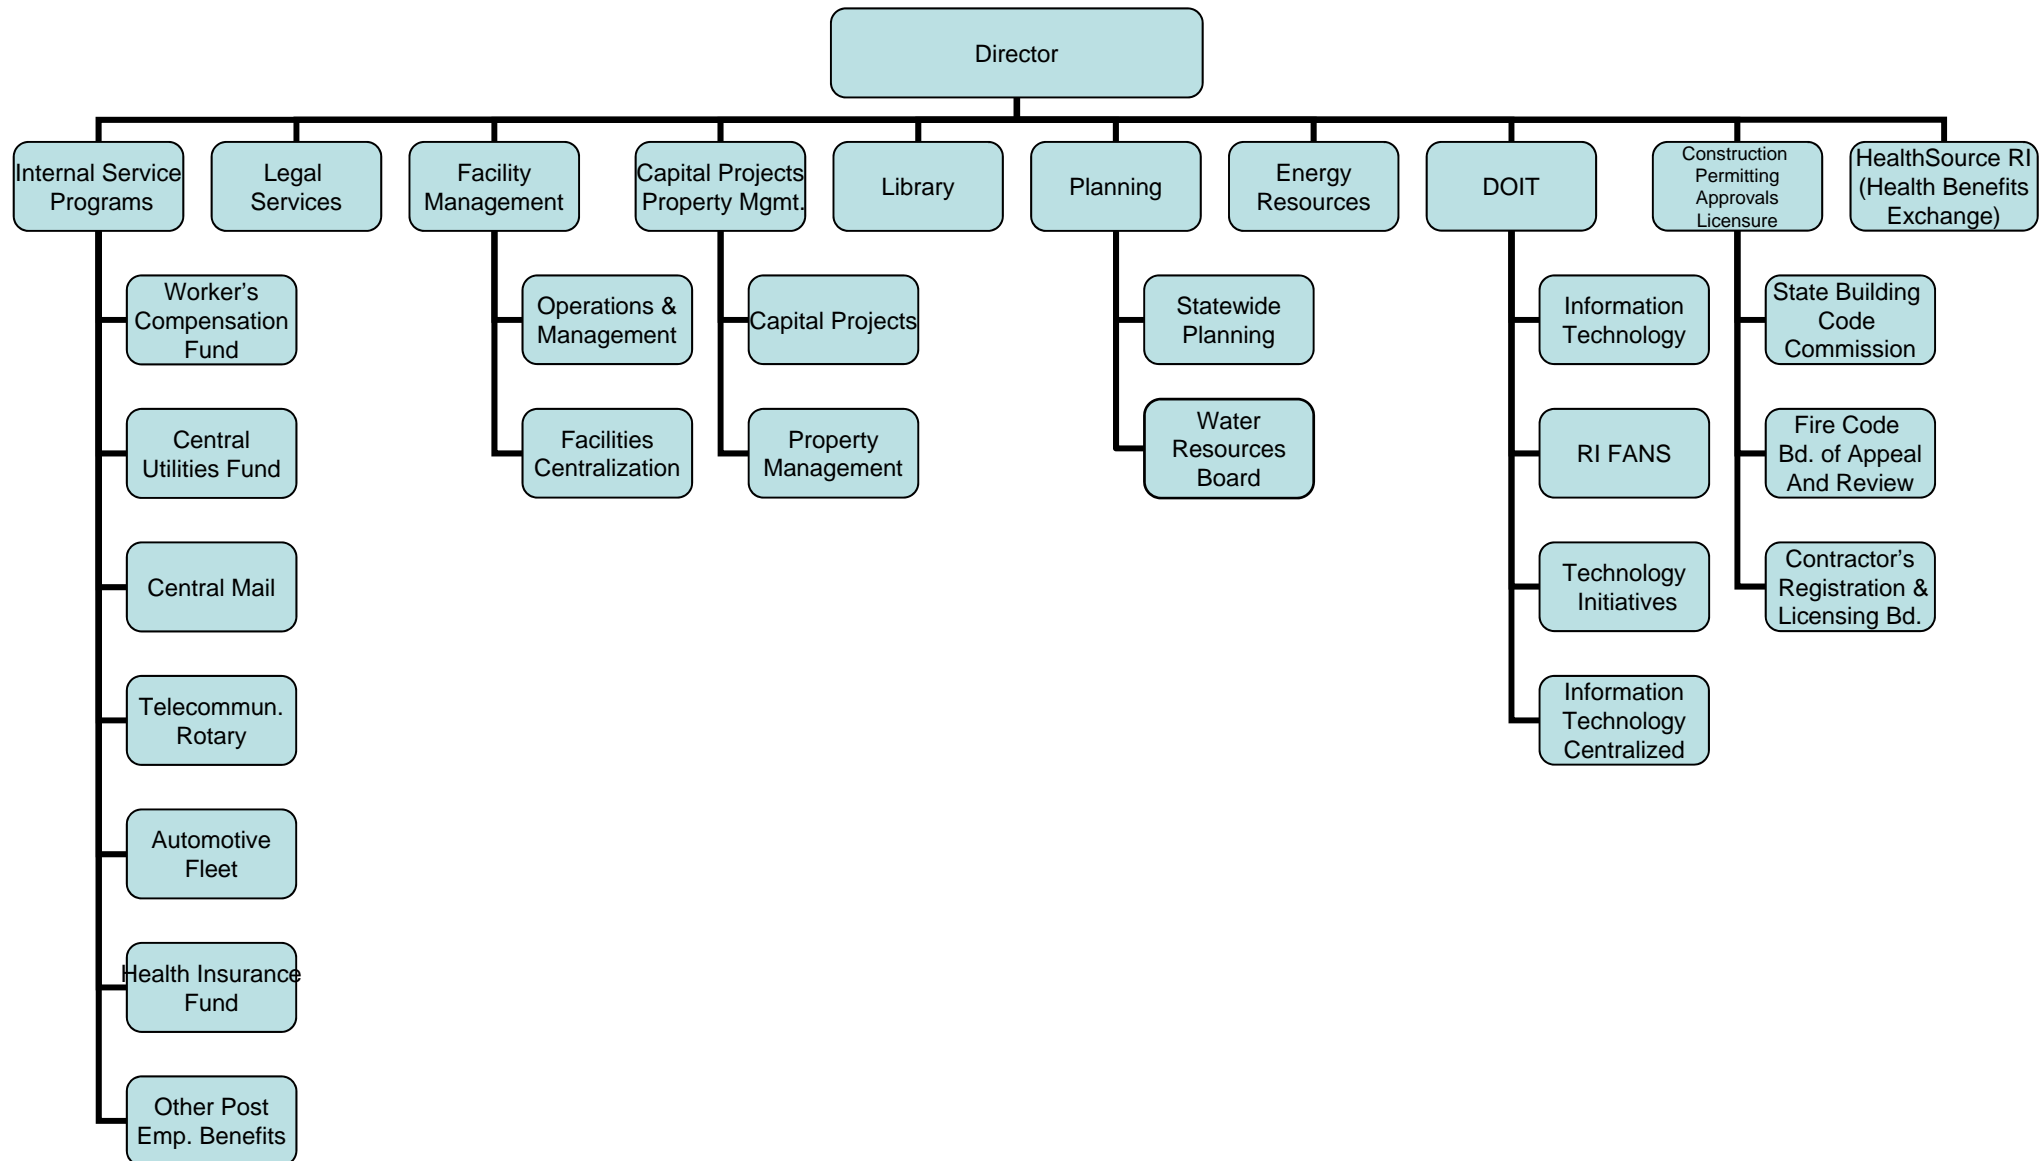 Director
Internal Service
Programs
Legal
Services
Facility
Management
Capital Projects
Property Mgmt.
Library
Planning
Energy
Resources
DOIT
Construction
Permitting
Approvals
Licensure
HealthSource RI
(Health Benefits
Exchange)
Worker’s
Compensation
Fund
Operations &
Management
Capital Projects
Statewide
Planning
Information
Technology
State Building
Code
Commission
Central
Utilities Fund
Facilities
Centralization
Property
Management
Water
Resources
Board
RI FANS
Fire Code
Bd. of Appeal
And Review
Central Mail
Technology
Initiatives
Contractor’s
Registration &
Licensing Bd.
Telecommun.
Rotary
Information
Technology
Centralized
Automotive
Fleet
Health Insurance
Fund
Other Post
Emp. Benefits